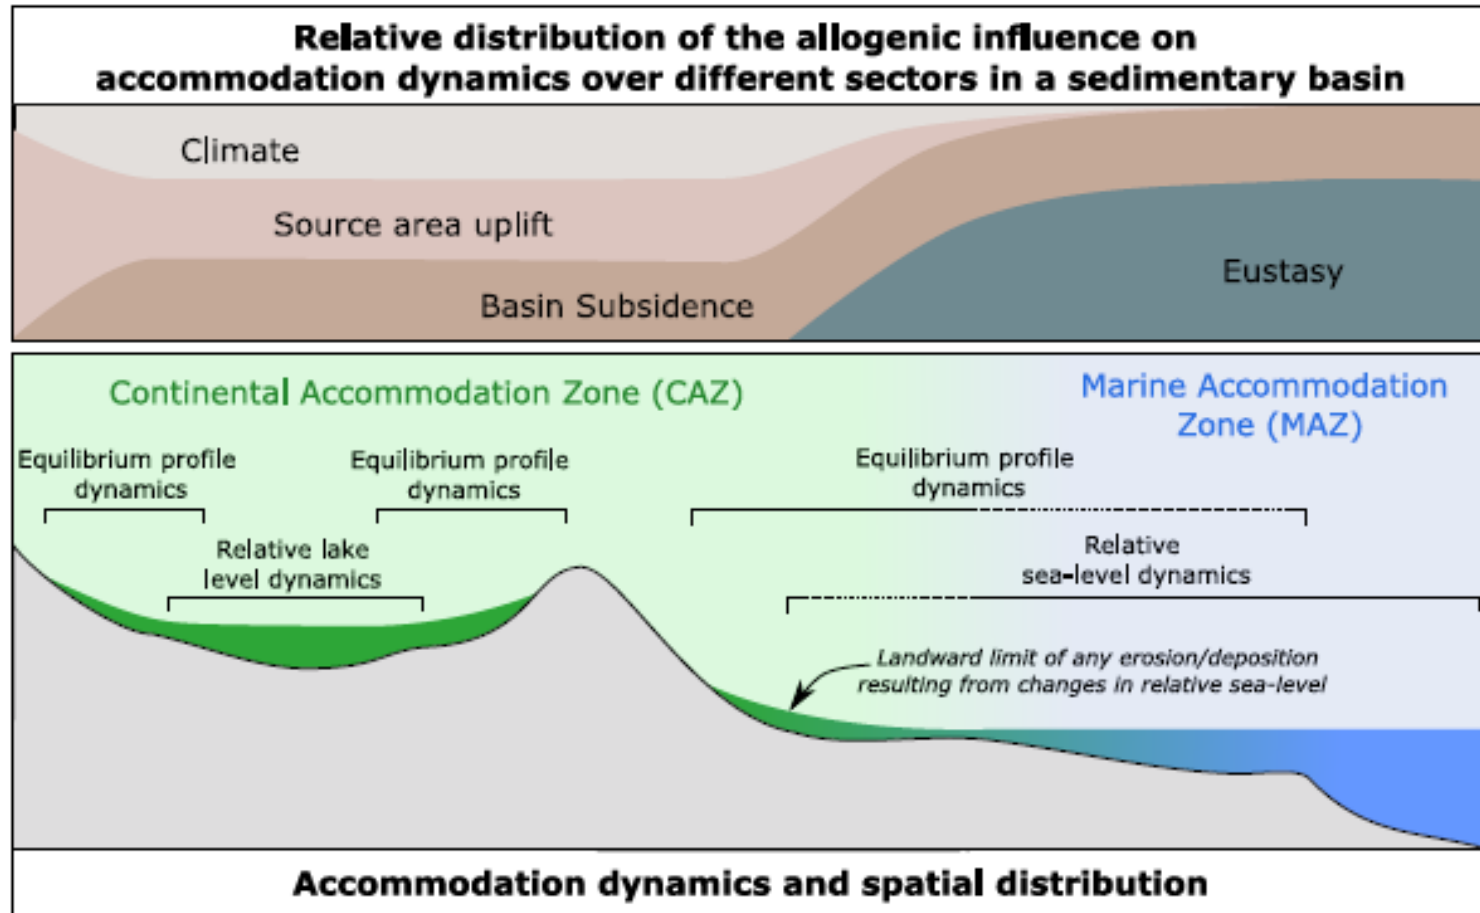 Relative distribution of the allogenic influence on
accommodation dynamics over different sectors in a sedimentary basin
Climate
Source area uplift
Basin Subsidence
Eustasy
Continental Accommodation Zone (CAZ)
Marine Accommodation
Zone (MAZ)
Equilibrium profile
dynamics
Equilibrium profile
dynamics
Equilibrium profile
dynamics
Relative lake
level dynamics
Relative
sea-level dynamics
Landward limit of any erosion/deposition
resulting from changes in relative sea-level
Accommodation dynamics and spatial distribution